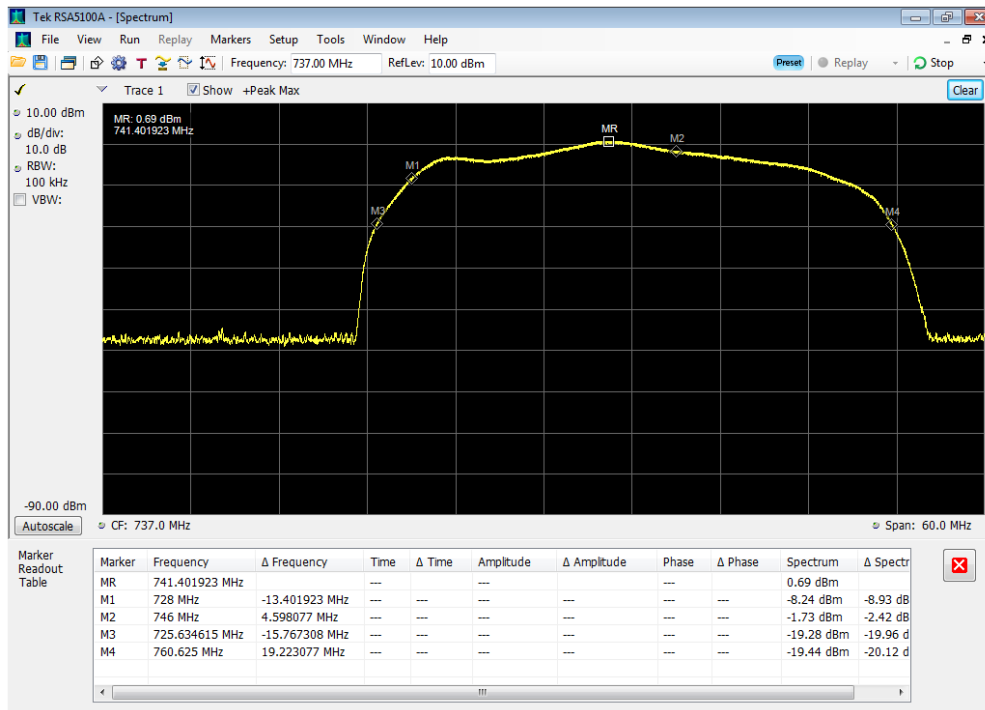 Tek RSA5100A - [Spectrum]
File View Run Replay Markers Setup Tools Window Help
T Frequency: 737.00 MHz RefLev: 10.00 dBm Preset Replay Stop
Trace 1 Show +Peak Max Clear
10.00 dBm
dB/div:
10.0 dB
RBW:
100 kHz
VBW:
MR: 0.69 dBm
741.401923 MHz
MR
M2
M1
M3
M4
-90.00 dBm
Autoscale CF: 737.0 MHz Span: 60.0 MHz
Marker
Readout
Table
Marker Frequency Δ Frequency Time Δ Time Amplitude Δ Amplitude Phase Δ Phase Spectrum Δ Spectr
MR 741.401923 MHz --- --- --- 0.69 dBm
M1 728 MHz -13.401923 MHz --- --- --- --- --- --- -8.24 dBm -8.93 dB
M2 746 MHz 4.598077 MHz --- --- --- --- --- --- -1.73 dBm -2.42 dB
M3 725.634615 MHz -15.767308 MHz --- --- --- --- --- --- -19.28 dBm -19.96 d
M4 760.625 MHz 19.223077 MHz --- --- --- --- --- --- -19.44 dBm -20.12 d